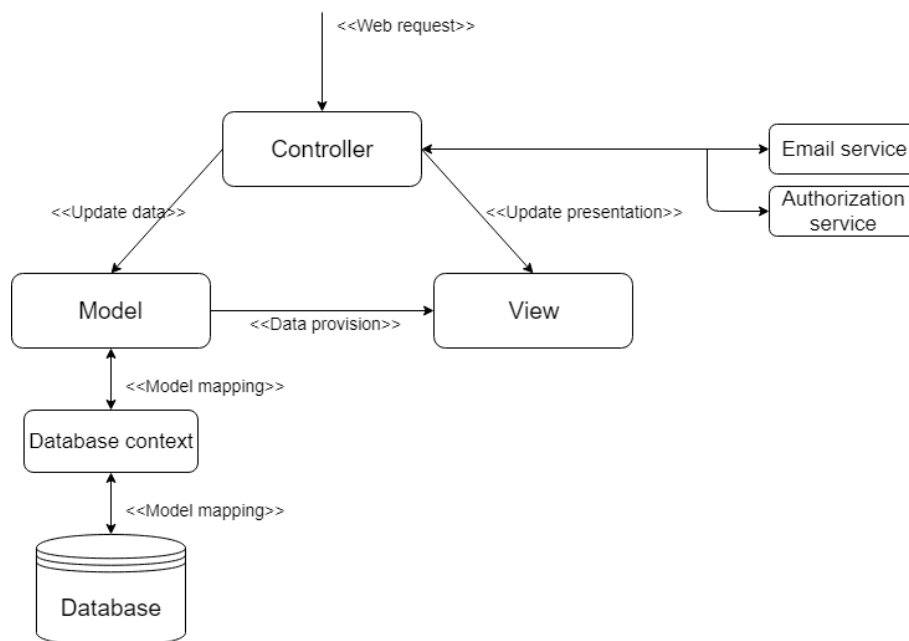 <<Web request>>
Controller
Email service
Authorization
service
<<Update data>>
<<Update presentation>>
Model
<<Data provision>>
View
<<Model mapping>>
Database context
<<Model mapping>>
Database